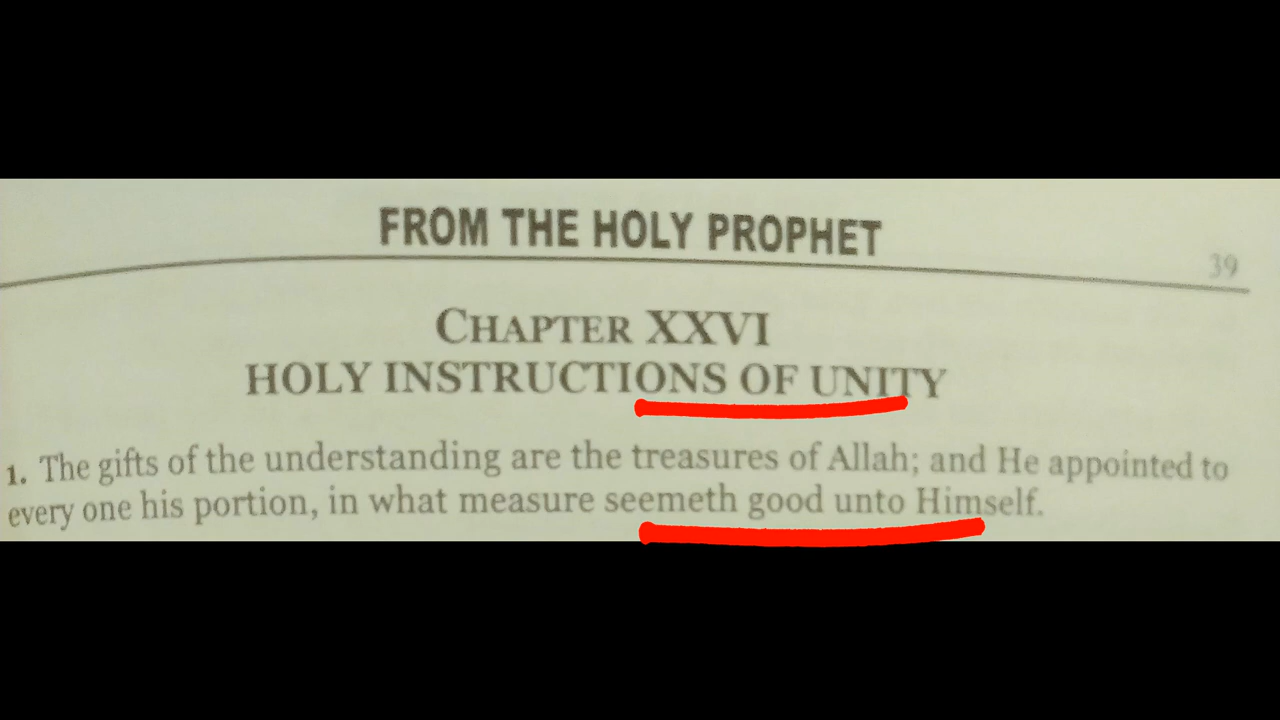 FROM THE HOLY PROPHET
39
CHAPTER XXVI
HOLY INSTRUCTIONS OF UNITY
1. The gifts of the understanding are the treasures of Allah; and He appointed to
every one his portion, in what measure seemeth good unto Himself.